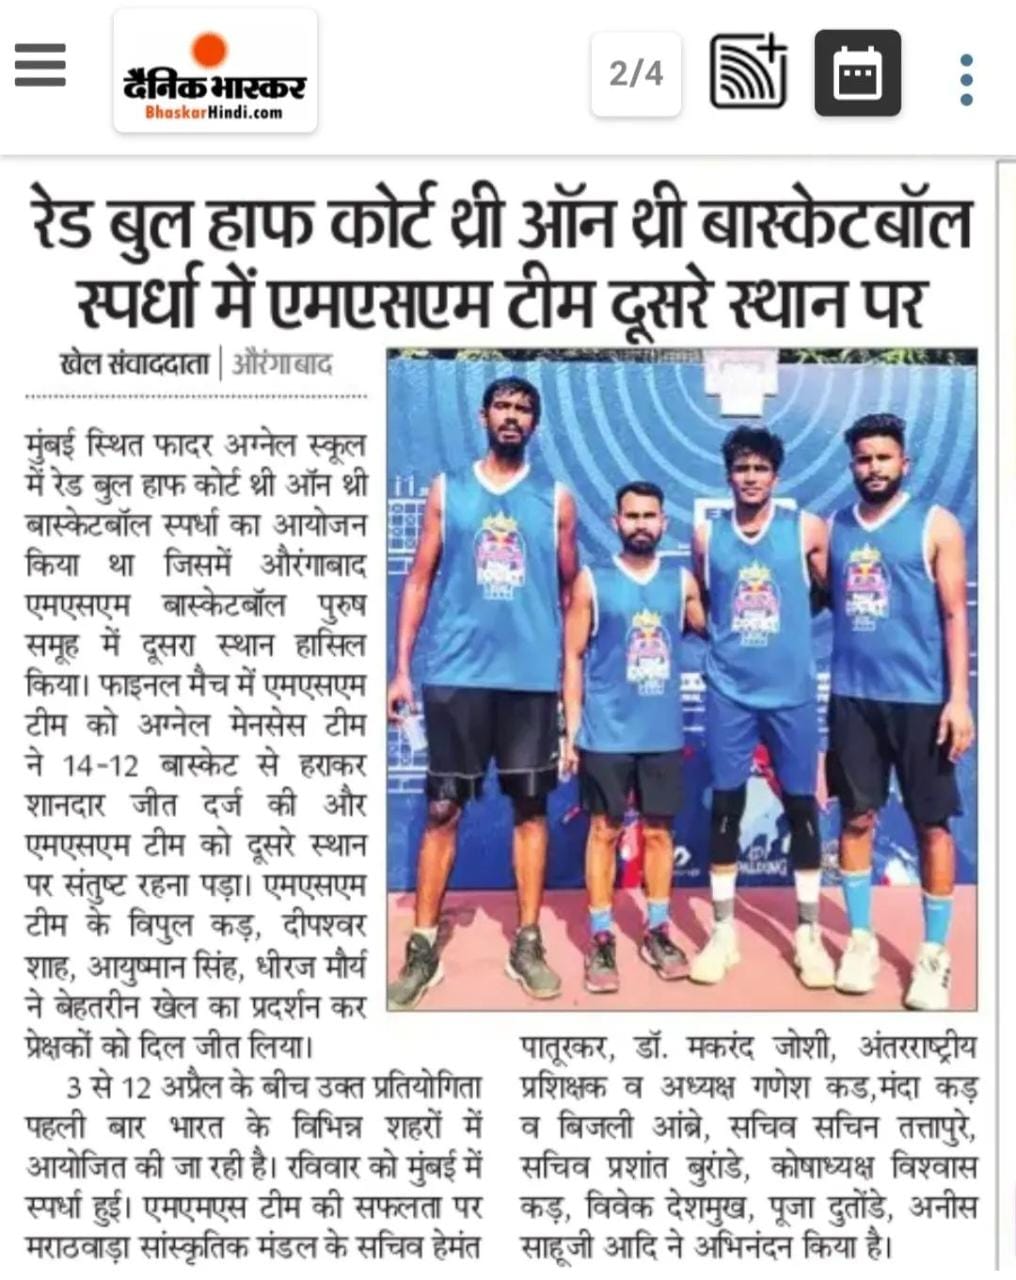 दैनिक भास्कर
BhaskarHindi.com
2/4
रेड बुल हाफ कोर्ट थ्री ऑन थ्री बास्केटबॉल
स्पर्धा में एमएसएम टीम दूसरे स्थान पर
खेल संवाददाता | औरंगाबाद
मुंबई स्थित फादर अग्नेल स्कूल
में रेड बुल हाफ कोर्ट थ्री ऑन थ्री
बास्केटबॉल स्पर्धा का आयोजन
किया था जिसमें औरंगाबाद
एमएसएम बास्केटबॉल पुरुष
समूह में दूसरा स्थान हासिल
किया। फाइनल मैच में एमएसएम
टीम को अग्नेल मेनसेस टीम
ने 14-12 बास्केट से हराकर
शानदार जीत दर्ज की और
एमएसएम टीम को दूसरे स्थान
पर संतुष्ट रहना पड़ा। एमएसएम
टीम के विपुल कड़, दीपश्वर
शाह, आयुष्मान सिंह, धीरज मौर्य
ने बेहतरीन खेल का प्रदर्शन कर
प्रेक्षकों को दिल जीत लिया।
3 से 12 अप्रैल के बीच उक्त प्रतियोगिता
पहली बार भारत के विभिन्न शहरों में
आयोजित की जा रही है। रविवार को मुंबई में
स्पर्धा हुई। एमएमएस टीम की सफलता पर
मराठवाड़ा सांस्कृतिक मंडल के सचिव हेमंत
पातूरकर, डॉ. मकरंद जोशी, अंतरराष्ट्रीय
प्रशिक्षक व अध्यक्ष गणेश कड,मंदा कड़
व बिजली आंब्रे, सचिव सचिन तत्तापुरे,
सचिव प्रशांत बुरांडे, कोषाध्यक्ष विश्वास
कड़, विवेक देशमुख, पूजा दुतोंडे, अनीस
साहूजी आदि ने अभिनंदन किया है।
SPALDING